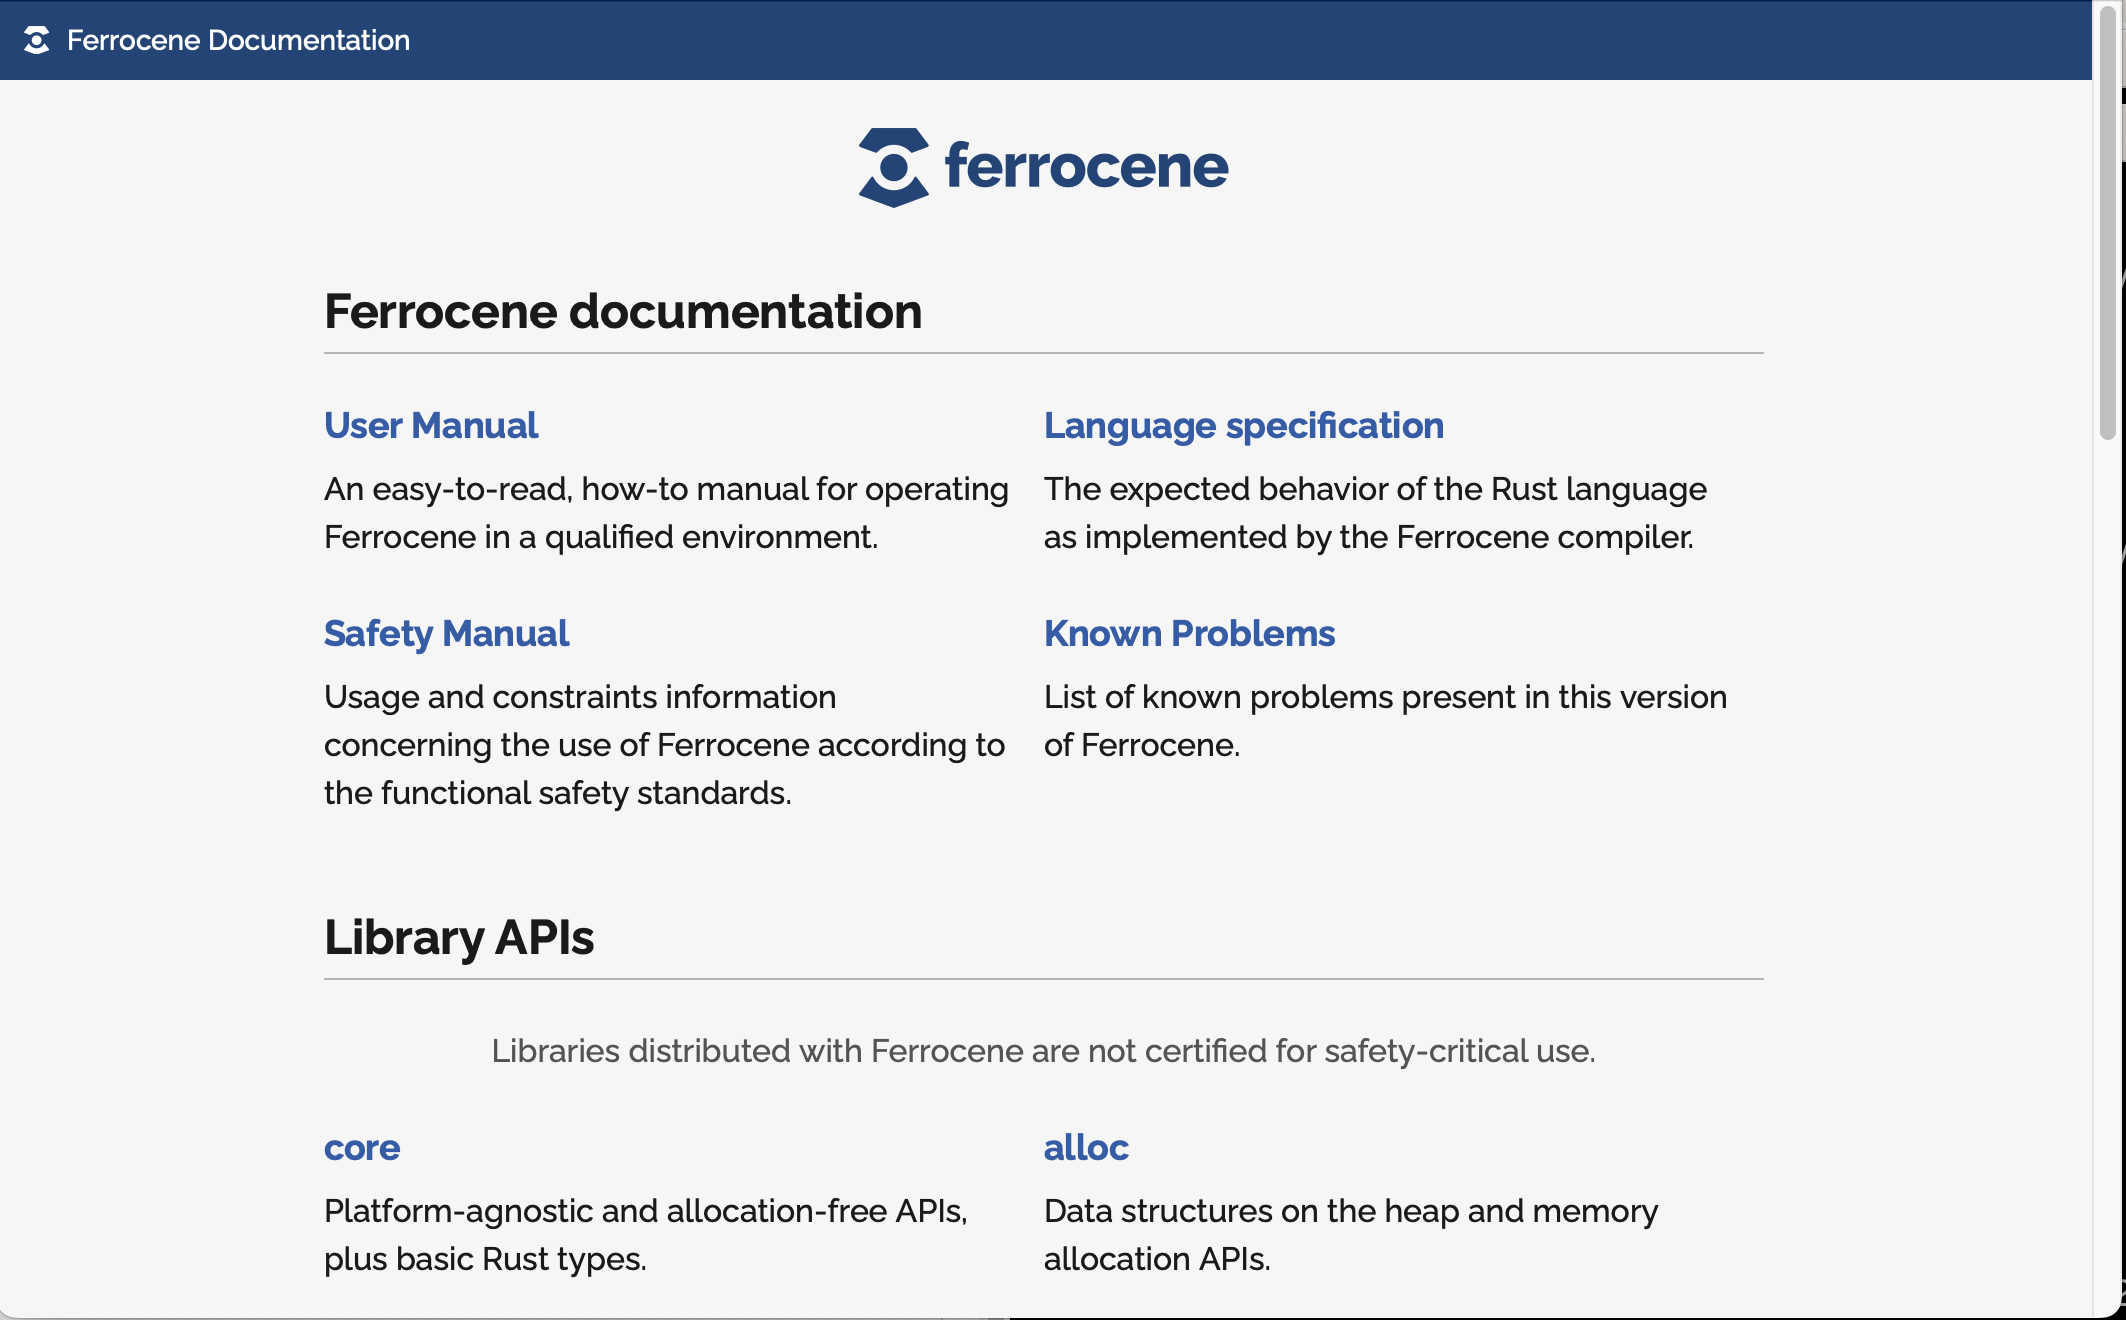 Ferrocene Documentation
ferrocene
Ferrocene documentation
User Manual
An easy-to-read, how-to manual for operating
Ferrocene in a qualified environment.
Language specification
The expected behavior of the Rust language
as implemented by the Ferrocene compiler.
Safety Manual
Usage and constraints information
concerning the use of Ferrocene according to
the functional safety standards.
Known Problems
List of known problems present in this version
of Ferrocene.
Library APIs
Libraries distributed with Ferrocene are not certified for safety-critical use.
core
Platform-agnostic and allocation-free APIs,
plus basic Rust types.
alloc
Data structures on the heap and memory
allocation APIs.